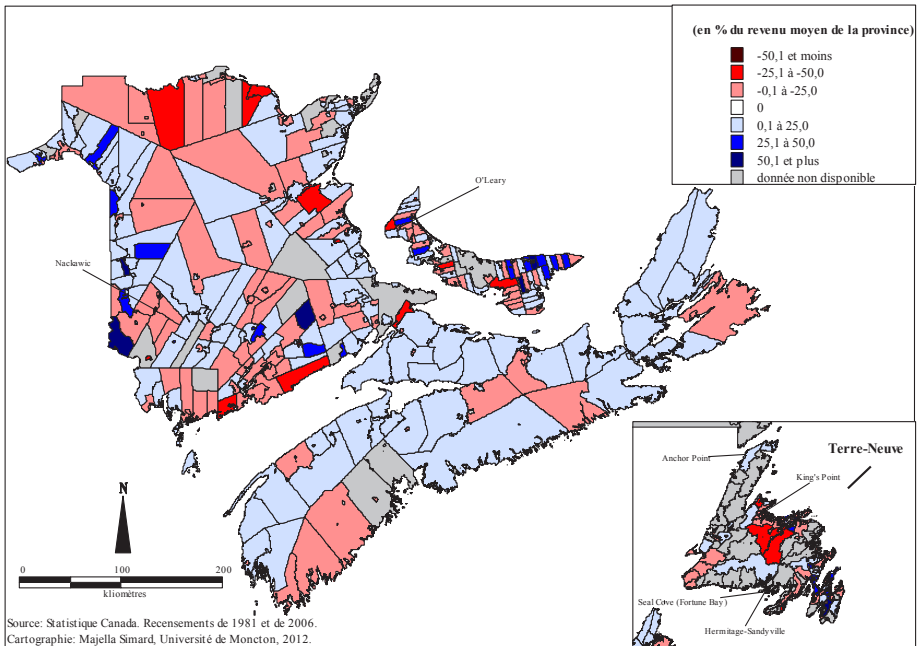 (en % du revenu moyen de la province)
-50,1 et moins
-25,1 à -50,0
-0,1 à -25,0
0
0,1 à 25,0
25,1 à 50,0
50,1 et plus
donnée non disponible
O'Leary
Nackawic
Terre-Neuve
Anchor Point
King's Point
Seal Cove (Fortune Bay)
Hermitage-Sandyville
N
0 100 200
kliomètres
Source: Statistique Canada. Recensements de 1981 et de 2006.
Cartographie: Majella Simard, Université de Moncton, 2012.